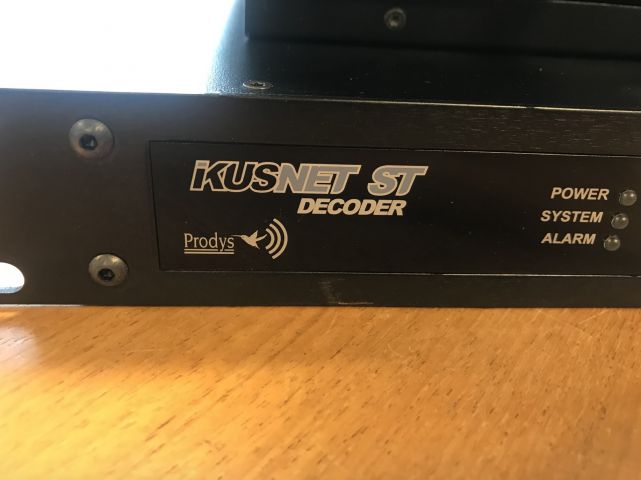 iKUSNET ST
DECODER
Prodys
POWER
SYSTEM
ALARM